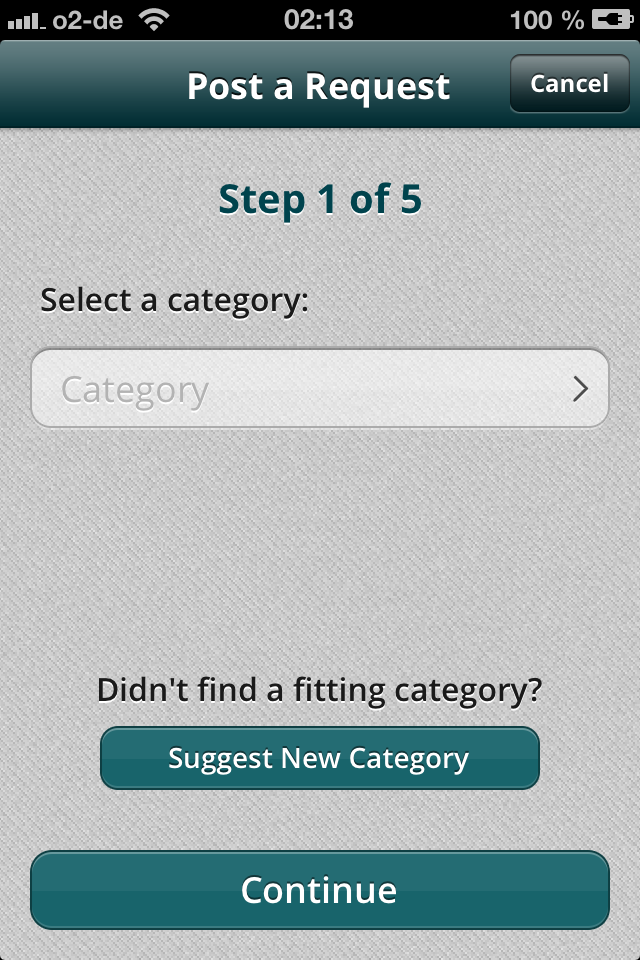 o2-de 02:13 100 %
Post a Request Cancel
Step 1 of 5
Select a category:
Category
Didn't find a fitting category?
Suggest New Category
Continue